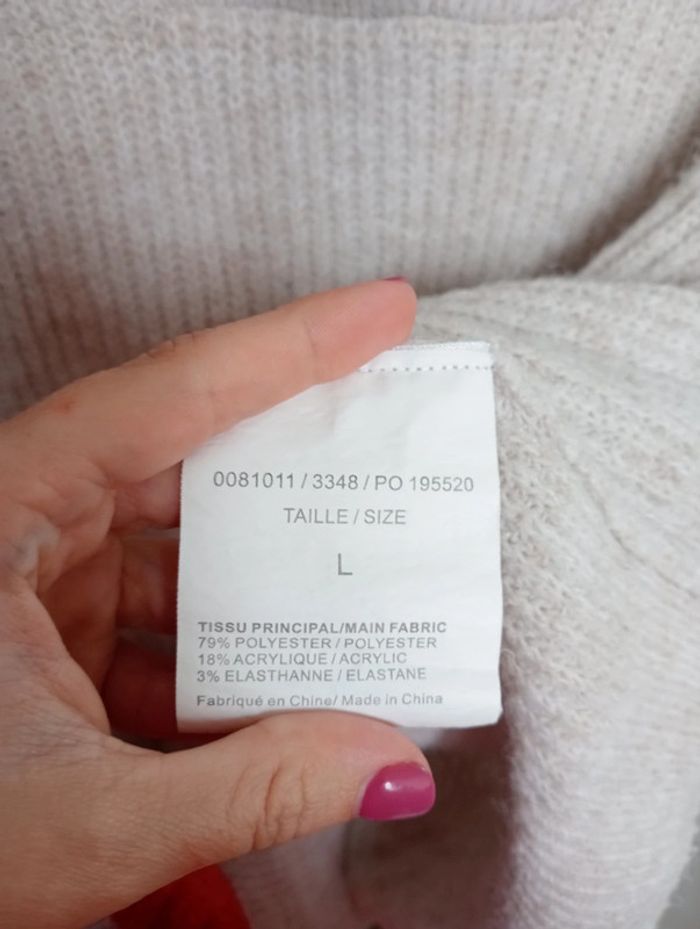 0081011 / 3348 / PO 195520
TAILLE / SIZE
L
TISSU PRINCIPAL/MAIN FABRIC
79% POLYESTER / POLYESTER
18% ACRYLIQUE / ACRYLIC
3% ELASTHANNE / ELASTANE
Fabriqué en Chine/ Made in China